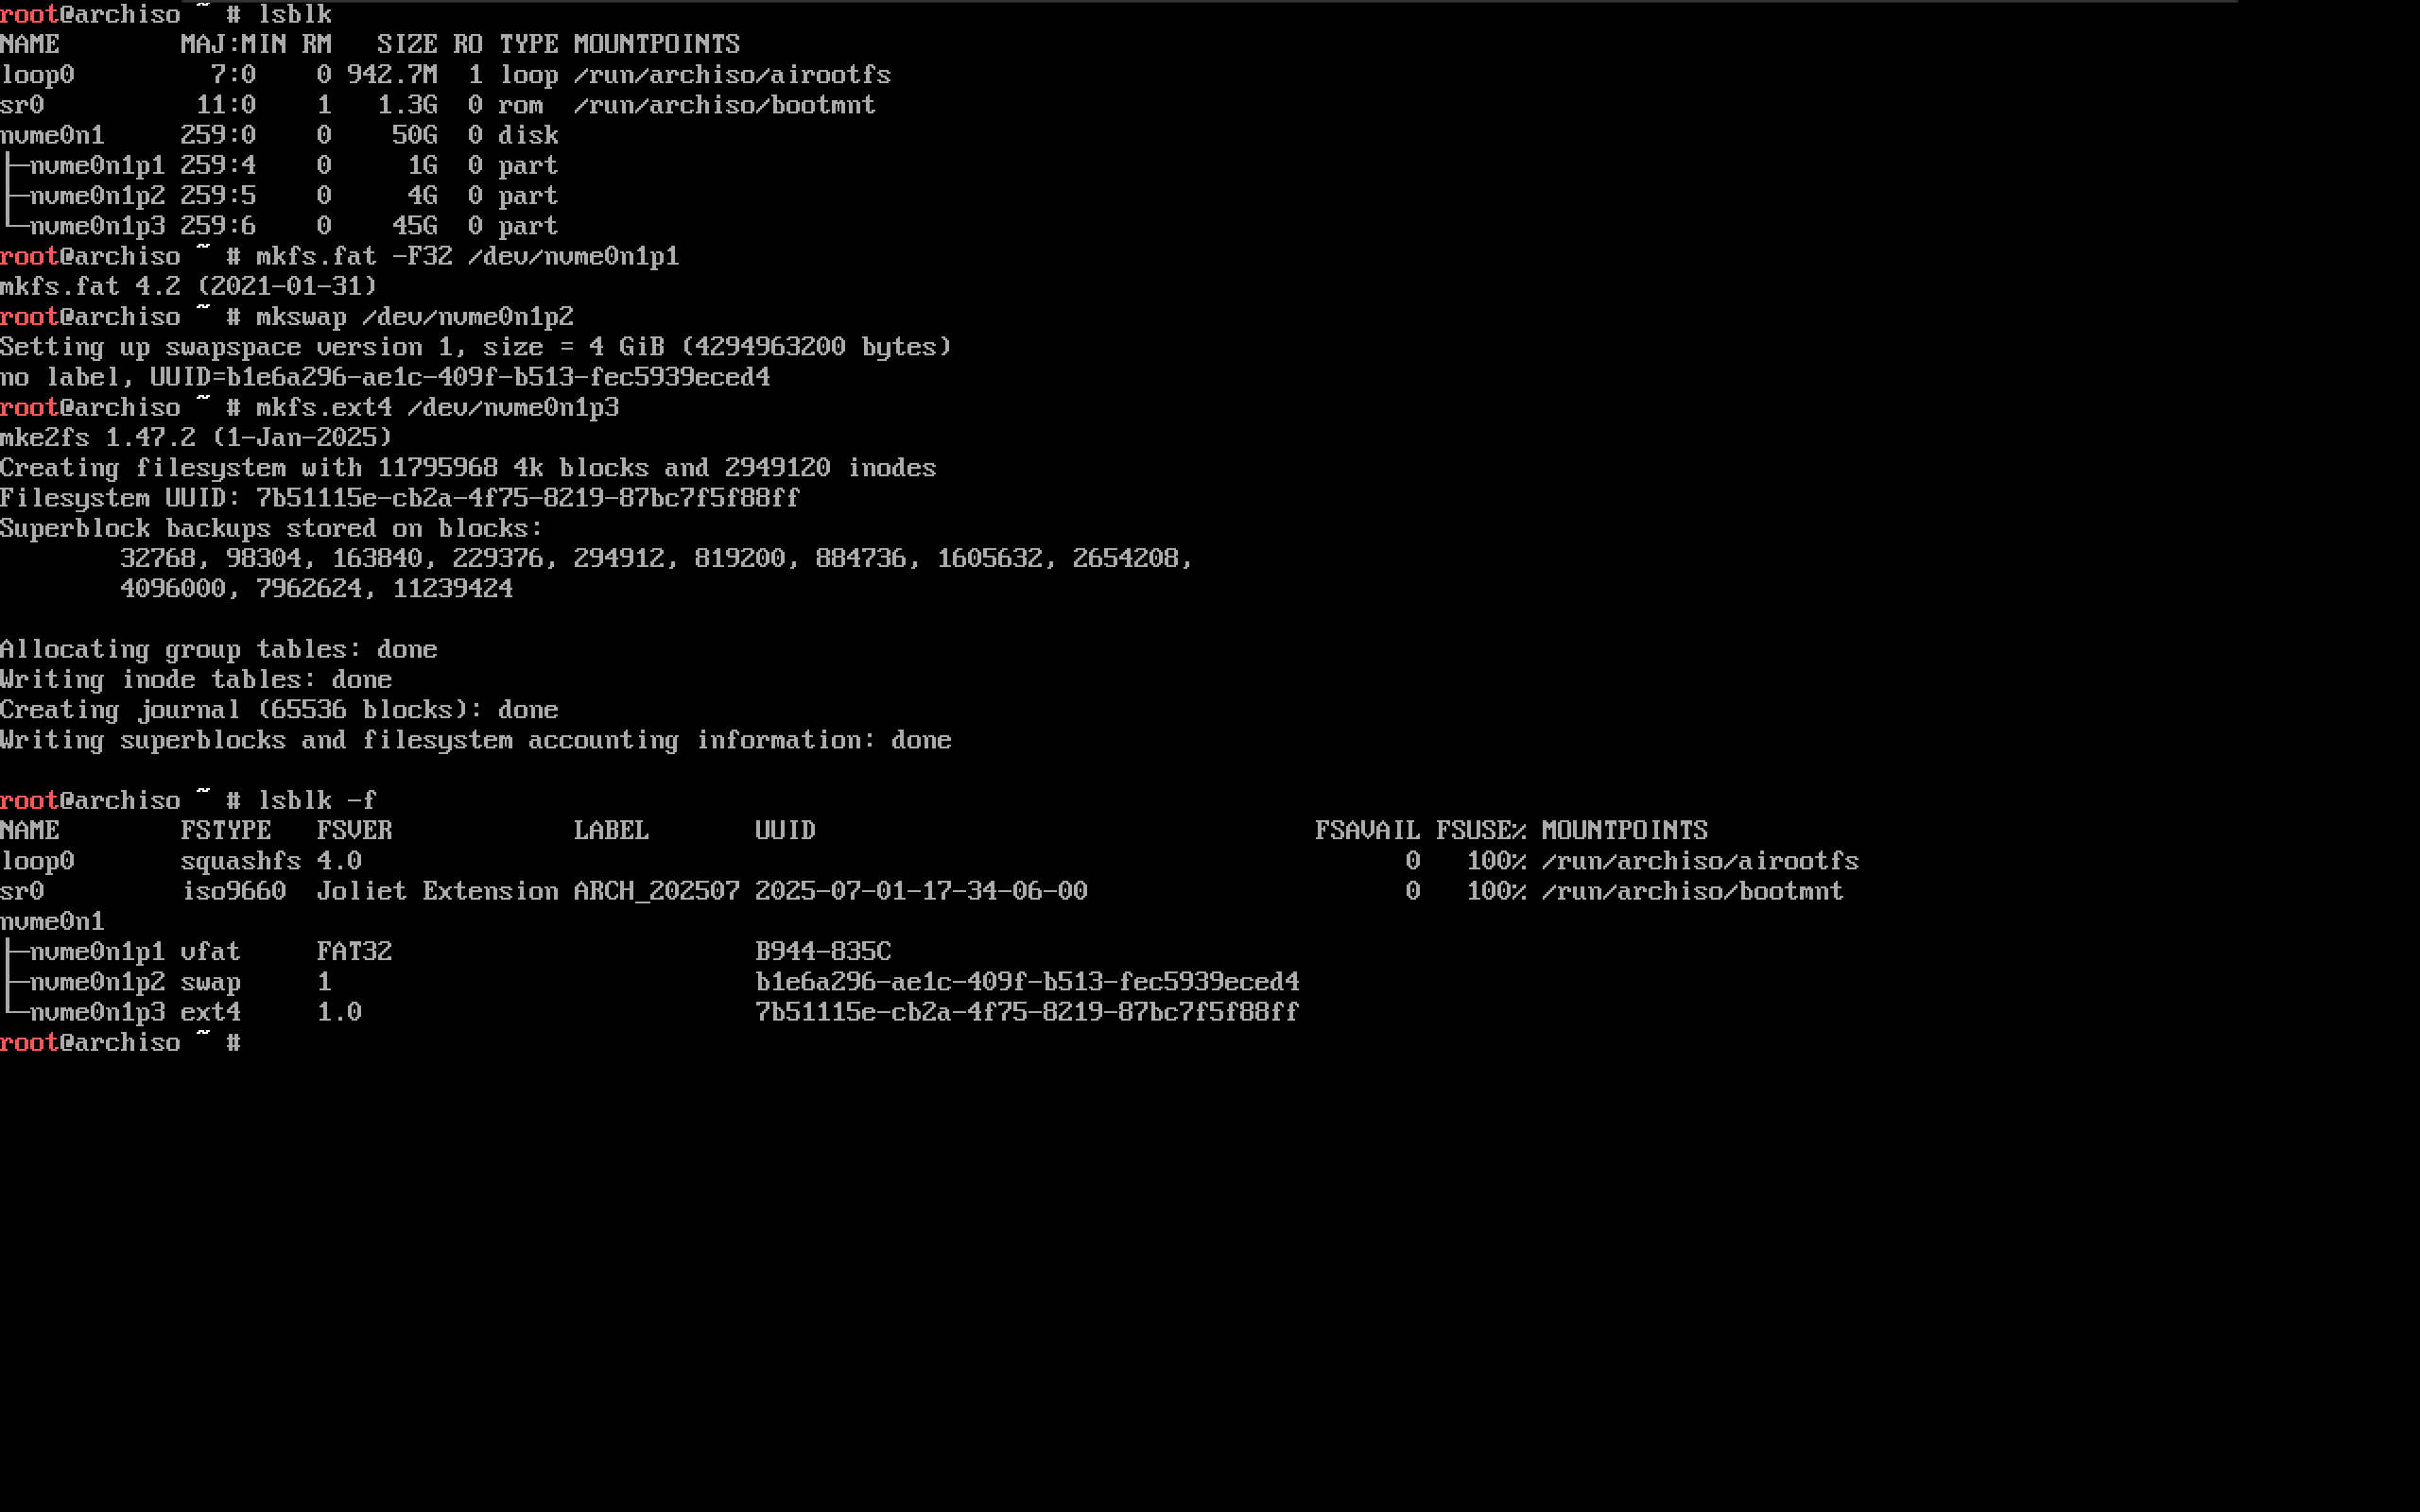 root@archiso ~ # lsblk
NAME        MAJ:MIN RM   SIZE RO TYPE MOUNTPOINTS
loop0         7:0    0 942.7M  1 loop /run/archiso/airootfs
sr0          11:0    1   1.3G  0 rom  /run/archiso/bootmnt
nvme0n1     259:0    0    50G  0 disk
├─nvme0n1p1 259:4    0     1G  0 part
├─nvme0n1p2 259:5    0     4G  0 part
└─nvme0n1p3 259:6    0    45G  0 part
root@archiso ~ # mkfs.fat -F32 /dev/nvme0n1p1
mkfs.fat 4.2 (2021-01-31)
root@archiso ~ # mkswap /dev/nvme0n1p2
Setting up swapspace version 1, size = 4 GiB (4294963200 bytes)
no label, UUID=b1e6a296-ae1c-409f-b513-fec5939eced4
root@archiso ~ # mkfs.ext4 /dev/nvme0n1p3
mke2fs 1.47.2 (1-Jan-2025)
Creating filesystem with 11795968 4k blocks and 2949120 inodes
Filesystem UUID: 7b51115e-cb2a-4f75-8219-87bc7f5f88ff
Superblock backups stored on blocks:
        32768, 98304, 163840, 229376, 294912, 819200, 884736, 1605632, 2654208,
        4096000, 7962624, 11239424

Allocating group tables: done
Writing inode tables: done
Creating journal (65536 blocks): done
Writing superblocks and filesystem accounting information: done

root@archiso ~ # lsblk -f
NAME        FSTYPE   FSVER            LABEL       UUID                                 FSAVAIL FSUSE% MOUNTPOINTS
loop0       squashfs 4.0                                                                     0   100% /run/archiso/airootfs
sr0         iso9660  Joliet Extension ARCH_202507 2025-07-01-17-34-06-00                     0   100% /run/archiso/bootmnt
nvme0n1
├─nvme0n1p1 vfat     FAT32                        B944-835C
├─nvme0n1p2 swap     1                            b1e6a296-ae1c-409f-b513-fec5939eced4
└─nvme0n1p3 ext4     1.0                          7b51115e-cb2a-4f75-8219-87bc7f5f88ff
root@archiso ~ #